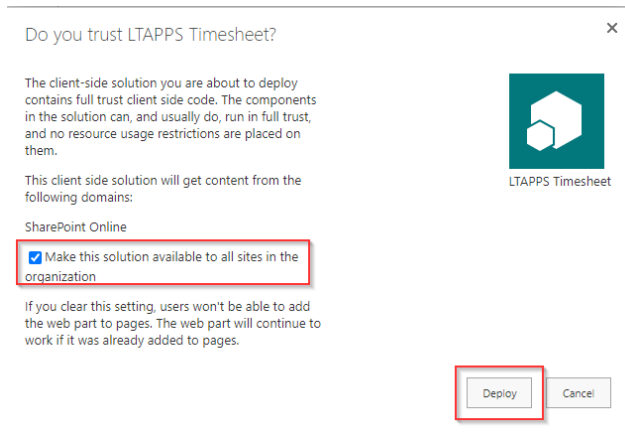 Do you trust LTAPPS Timesheet?
The client-side solution you are about to deploy
contains full trust client side code. The components
in the solution can, and usually do, run in full trust,
and no resource usage restrictions are placed on
them.
This client side solution will get content from the
following domains:
SharePoint Online
Make this solution available to all sites in the
organization
If you clear this setting, users won't be able to add
the web part to pages. The web part will continue to
work if it was already added to pages.
LTAPPS Timesheet
Deploy
Cancel